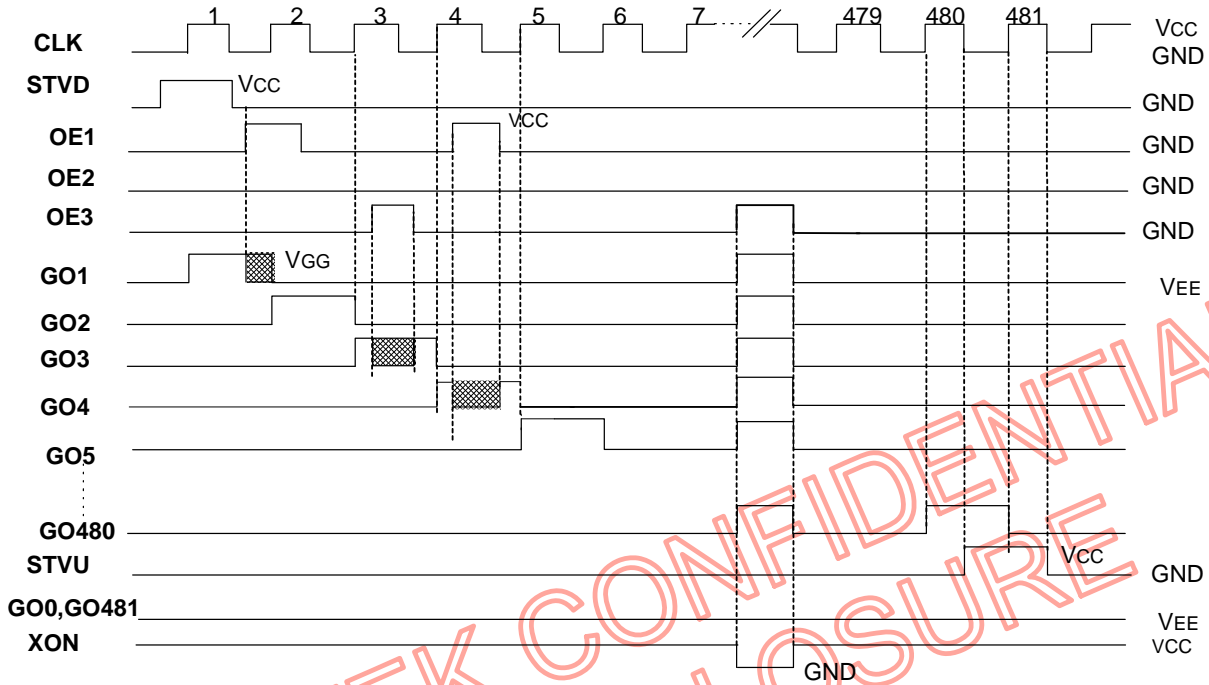 1 2 3 4 5 6 7 479 480 481
CLK
VCC
GND
STVD
VCC
GND
OE1
VCC
GND
OE2
GND
OE3
GND
GO1
VGG
VEE
GO2
GO3
GO4
GO5
GO480
STVU
VCC
GND
GO0,GO481
VEE
XON
VCC
GND
CONFIDENTIA
LOSURE